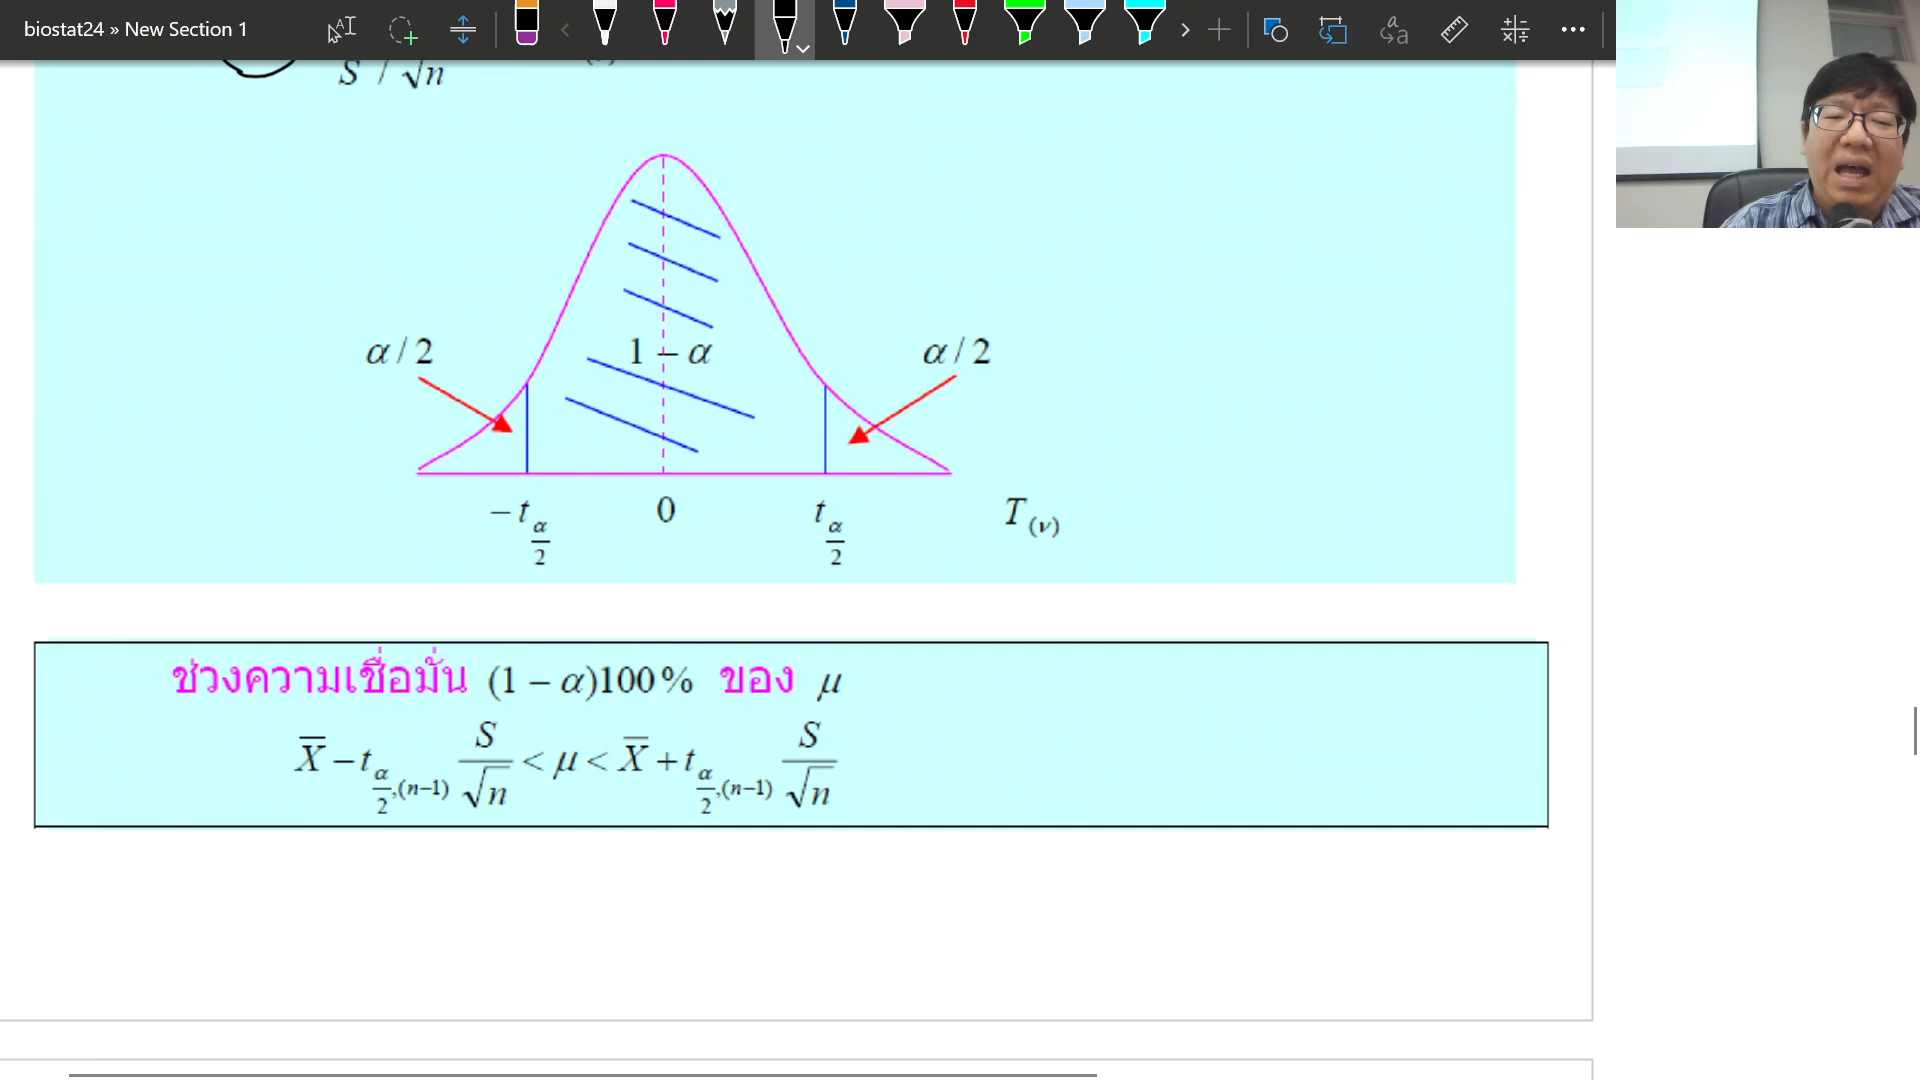 biostat24 » New Section 1
S / √n
α / 2
1 − α
α / 2
− t α/2
0
t α/2
T (ν)
ช่วงความเชื่อมั่น (1 − α)100% ของ μ
X̄ − t α/2,(n−1) S/√n < μ < X̄ + t α/2,(n−1) S/√n